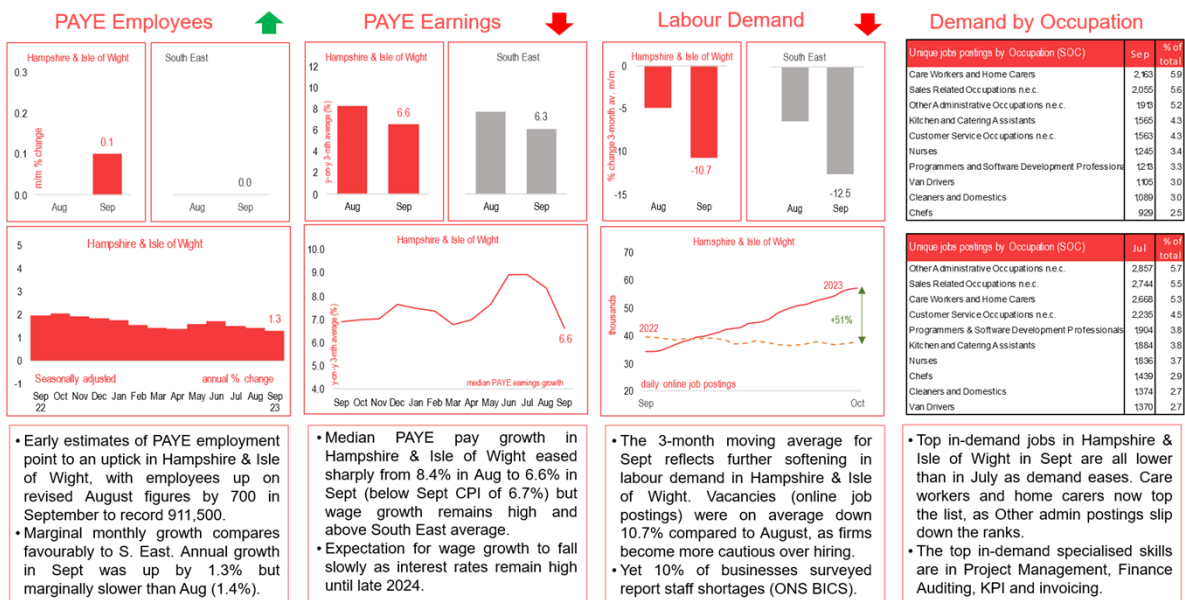 PAYE Employees
PAYE Earnings
Labour Demand
Demand by Occupation
Hampshire & Isle of Wight
South East
m/m % change
0.3
0.2
0.1
0.0
0.1
0.0
Aug Sep
Aug Sep
Hampshire & Isle of Wight
5
4
3
2
1
0
-1
1.3
Seasonally adjusted
annual % change
Sep Oct Nov Dec Jan Feb Mar Apr May Jun Jul Aug Sep
22 23
• Early estimates of PAYE employment
point to an uptick in Hampshire & Isle
of Wight, with employees up on
revised August figures by 700 in
September to record 911,500.
• Marginal monthly growth compares
favourably to S. East. Annual growth
in Sept was up by 1.3% but
marginally slower than Aug (1.4%).
Hampshire & Isle of Wight
South East
y-on-y 3-mth average (%)
12
10
8
6
4
2
0
6.6
6.3
Aug Sep
Aug Sep
Hampshire & Isle of Wight
y-on-y 3-mth average (%)
10.0
9.0
8.0
7.0
6.0
5.0
4.0
6.6
median PAYE earnings growth
Sep Oct Nov Dec Jan Feb Mar Apr May Jun Jul Aug Sep
• Median PAYE pay growth in
Hampshire & Isle of Wight eased
sharply from 8.4% in Aug to 6.6% in
Sept (below Sept CPI of 6.7%) but
wage growth remains high and
above South East average.
• Expectation for wage growth to fall
slowly as interest rates remain high
until late 2024.
Hampshire & Isle of Wight
South East
% change 3-month av. m/m
0
-5
-10
-15
-10.7
-12.5
Aug Sep
Aug Sep
Hamsphire & Isle of Wight
thousands
70
60
50
40
30
20
2022
2023
+51%
daily online job postings
Sep Oct
• The 3-month moving average for
Sept reflects further softening in
labour demand in Hampshire & Isle
of Wight. Vacancies (online job
postings) were on average down
10.7% compared to August, as firms
become more cautious over hiring.
• Yet 10% of businesses surveyed
report staff shortages (ONS BICS).
Unique jobs postings by Occupation (SOC) Sep % of total
Care Workers and Home Carers 2,163 5.9
Sales Related Occupations n.e.c. 2,055 5.6
Other Administrative Occupations n.e.c. 1,913 5.2
Kitchen and Catering Assistants 1,565 4.3
Customer Service Occupations n.e.c. 1,563 4.3
Nurses 1,245 3.4
Programmers and Software Development Professiona 1,213 3.3
Van Drivers 1,105 3.0
Cleaners and Domestics 1,089 3.0
Chefs 929 2.5
Unique jobs postings by Occupation (SOC) Jul % of total
Other Administrative Occupations n.e.c. 2,857 5.7
Sales Related Occupations n.e.c. 2,744 5.5
Care Workers and Home Carers 2,668 5.3
Customer Service Occupations n.e.c. 2,235 4.5
Programmers & Software Development Professionals 1,904 3.8
Kitchen and Catering Assistants 1,884 3.8
Nurses 1,836 3.7
Chefs 1,439 2.9
Cleaners and Domestics 1,374 2.7
Van Drivers 1,370 2.7
• Top in-demand jobs in Hampshire &
Isle of Wight in Sept are all lower
than in July as demand eases. Care
workers and home carers now top
the list, as Other admin postings slip
down the ranks.
• The top in-demand specialised skills
are in Project Management, Finance
Auditing, KPI and invoicing.